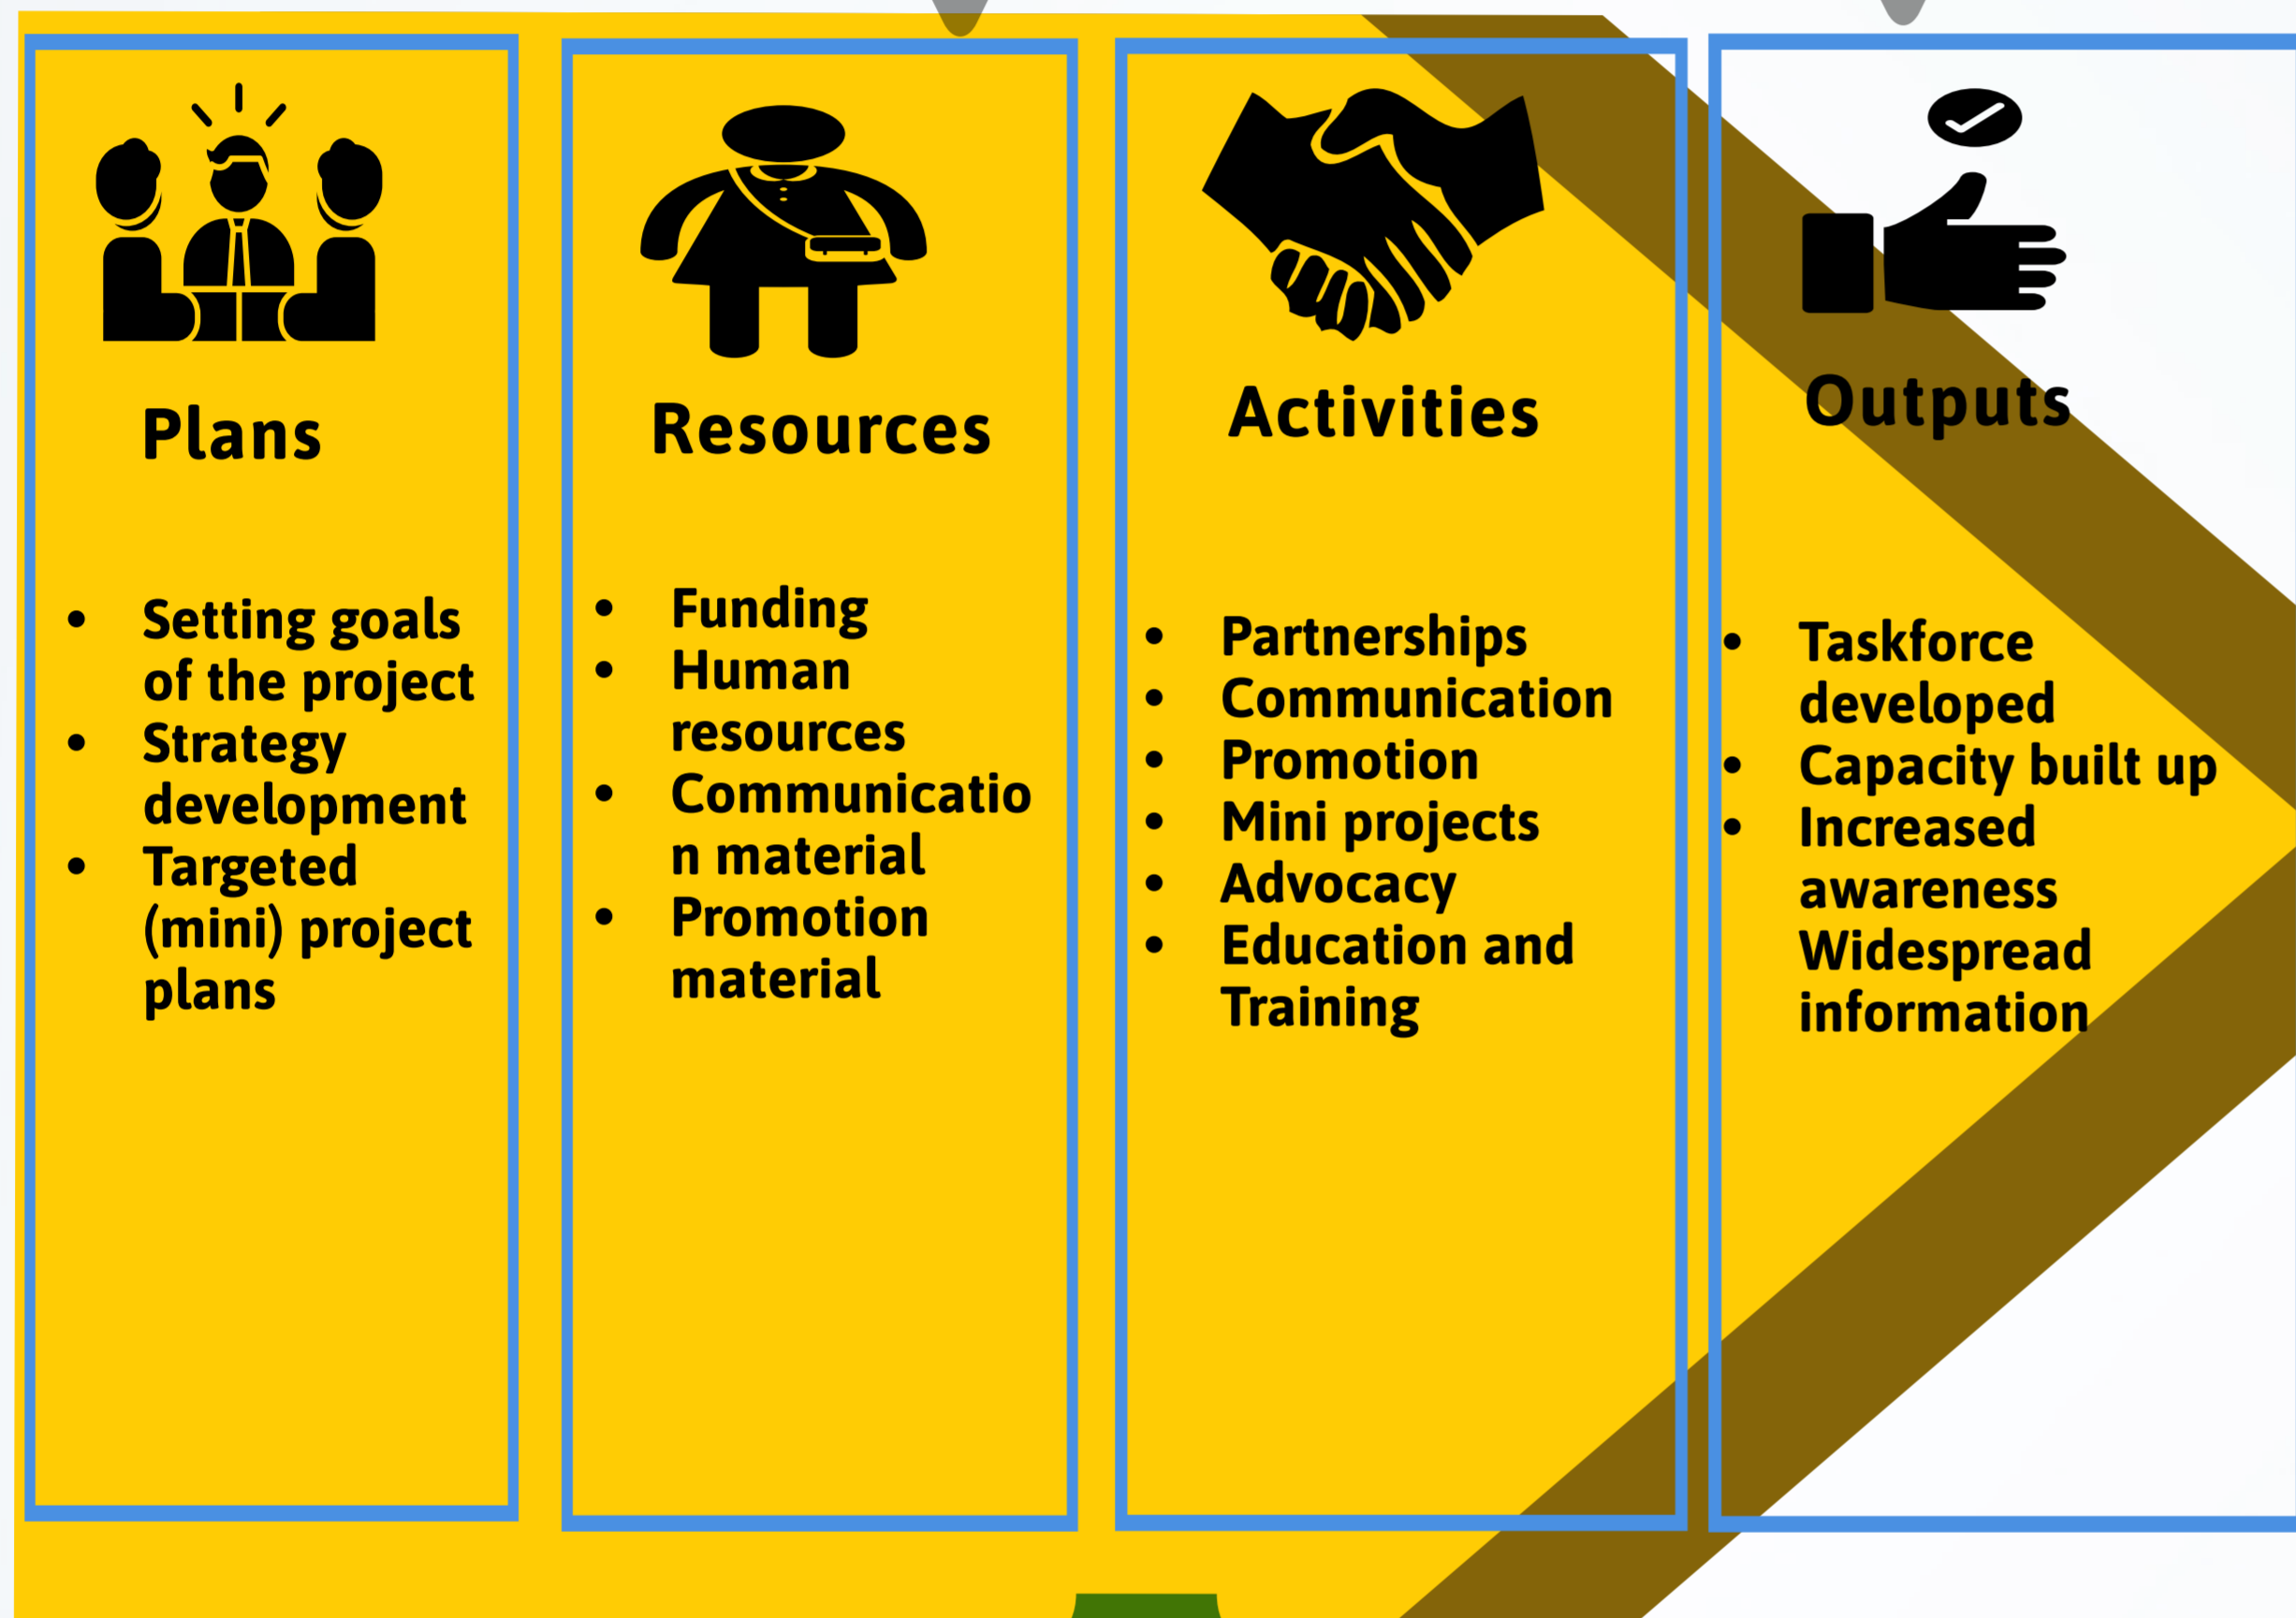 Plans
• Setting goals
of the project
• Strategy
development
• Targeted
(mini) project
plans
Resources
• Funding
• Human
resources
• Communicatio
n material
• Promotion
material
Activities
• Partnerships
• Communication
• Promotion
• Mini projects
• Advocacy
• Education and
Training
Outputs
• Taskforce
developed
• Capacity built up
• Increased
awareness
Widespread
information